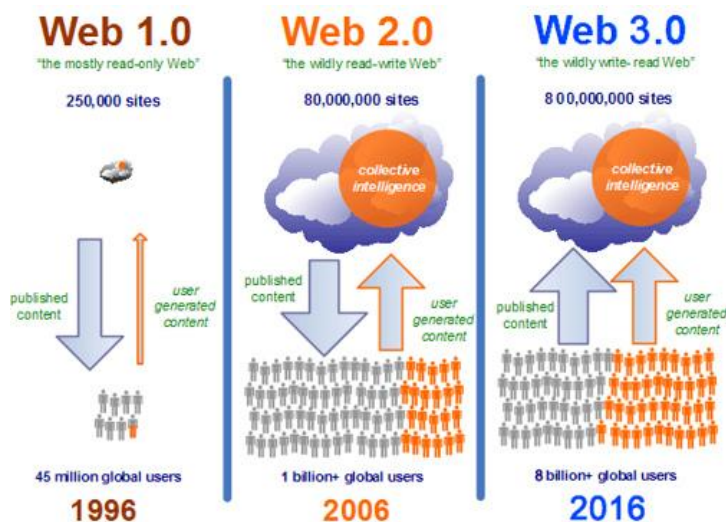 Web 1.0
"the mostly read-only Web"
250,000 sites
published
content
user
generated
content
45 million global users
1996
Web 2.0
"the wildly read-write Web"
80,000,000 sites
collective
intelligence
published
content
user
generated
content
1 billion+ global users
2006
Web 3.0
"the wildly write- read Web"
800,000,000 sites
collective
intelligence
published
content
user
generated
content
8 billion+ global users
2016